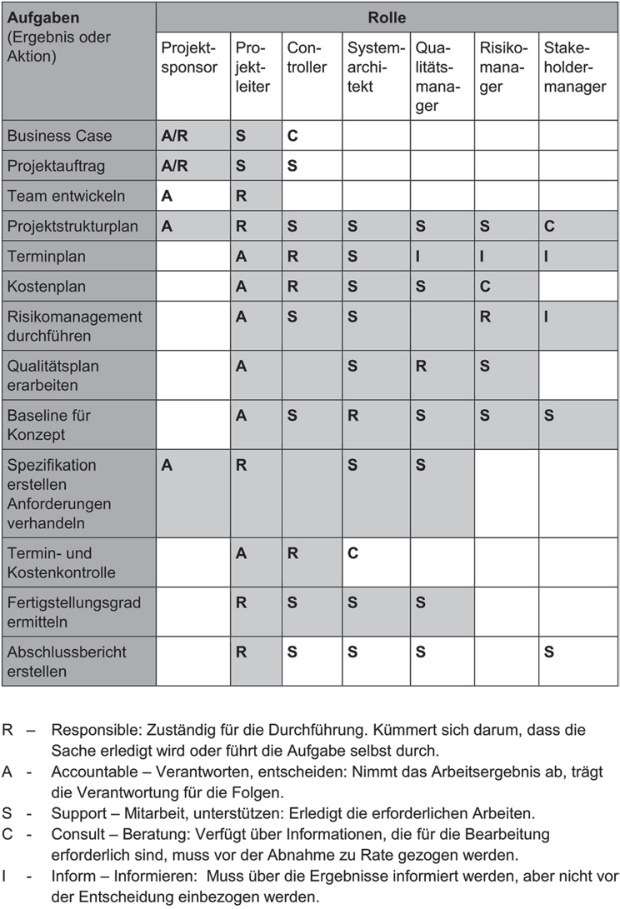 Aufgaben
(Ergebnis oder
Aktion)
Rolle
Projekt-
sponsor
Pro-
jekt-
leiter
Con-
troller
System-
archi-
tekt
Qua-
litäts-
mana-
ger
Risiko-
mana-
ger
Stake-
holder-
manager
Business Case A/R S C
Projektauftrag A/R S S
Team entwickeln A R
Projektstrukturplan A R S S S S C
Terminplan A R S I I I
Kostenplan A R S S C
Risikomanagement A S S R I
durchführen
Qualitätsplan A S R S
erarbeiten
Baseline für A S R S S S
Konzept
Spezifikation A R S S
erstellen
Anforderungen
verhandeln
Termin- und A R C
Kostenkontrolle
Fertigstellungsgrad R S S S
ermitteln
Abschlussbericht R S S S S
erstellen
R – Responsible: Zuständig für die Durchführung. Kümmert sich darum, dass die
Sache erledigt wird oder führt die Aufgabe selbst durch.
A - Accountable – Verantworten, entscheiden: Nimmt das Arbeitsergebnis ab, trägt
die Verantwortung für die Folgen.
S - Support – Mitarbeit, unterstützen: Erledigt die erforderlichen Arbeiten.
C - Consult – Beratung: Verfügt über Informationen, die für die Bearbeitung
erforderlich sind, muss vor der Abnahme zu Rate gezogen werden.
I - Inform – Informieren: Muss über die Ergebnisse informiert werden, aber nicht vor
der Entscheidung einbezogen werden.